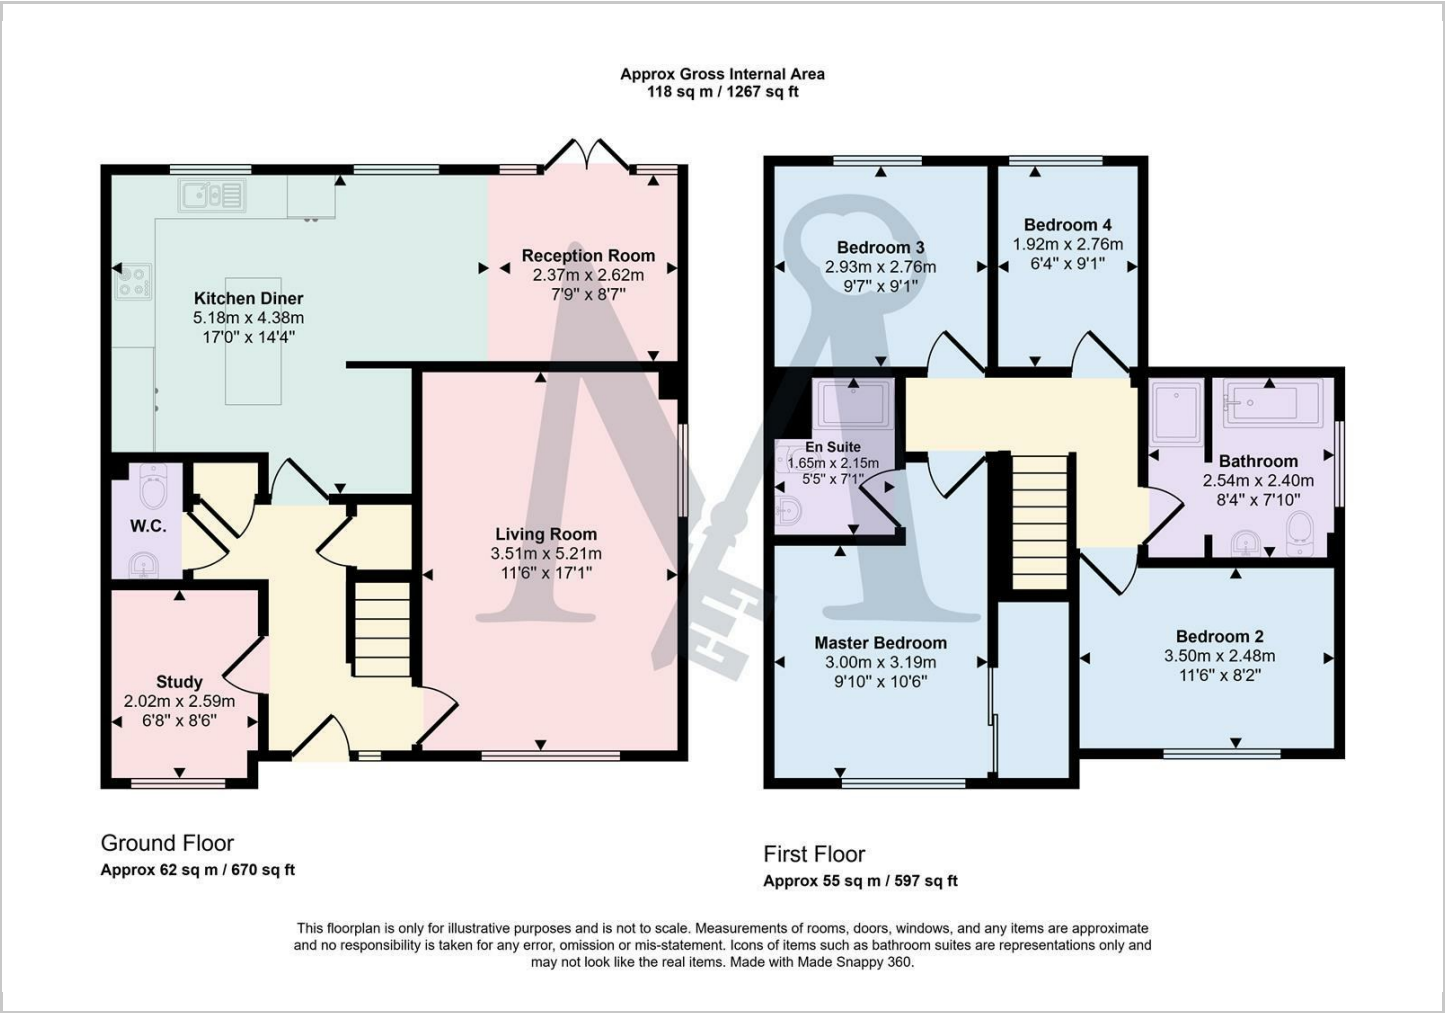 Approx Gross Internal Area
118 sq m / 1267 sq ft
Reception Room
2.37m x 2.62m
7'9" x 8'7"
Kitchen Diner
5.18m x 4.38m
17'0" x 14'4"
W.C.
Living Room
3.51m x 5.21m
11'6" x 17'1"
Study
2.02m x 2.59m
6'8" x 8'6"
Ground Floor
Approx 62 sq m / 670 sq ft
Bedroom 3
2.93m x 2.76m
9'7" x 9'1"
Bedroom 4
1.92m x 2.76m
6'4" x 9'1"
En Suite
1.65m x 2.15m
5'5" x 7'1"
Bathroom
2.54m x 2.40m
8'4" x 7'10"
Master Bedroom
3.00m x 3.19m
9'10" x 10'6"
Bedroom 2
3.50m x 2.48m
11'6" x 8'2"
First Floor
Approx 55 sq m / 597 sq ft
This floorplan is only for illustrative purposes and is not to scale. Measurements of rooms, doors, windows, and any items are approximate
and no responsibility is taken for any error, omission or mis-statement. Icons of items such as bathroom suites are representations only and
may not look like the real items. Made with Made Snappy 360.